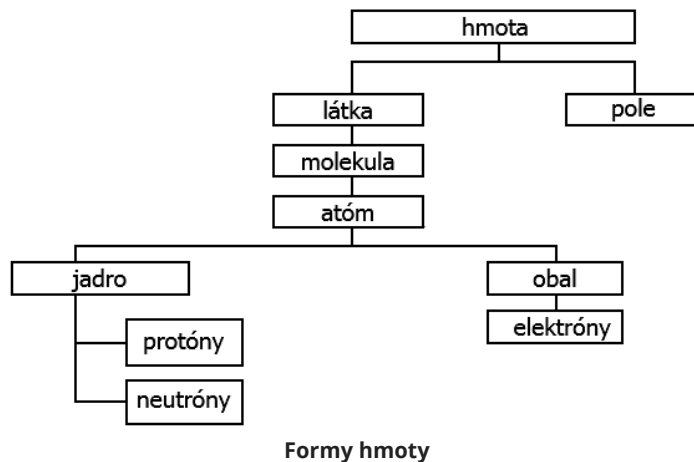 hmota
látka
pole
molekula
atóm
jadro
obal
elektróny
protóny
neutróny
Formy hmoty